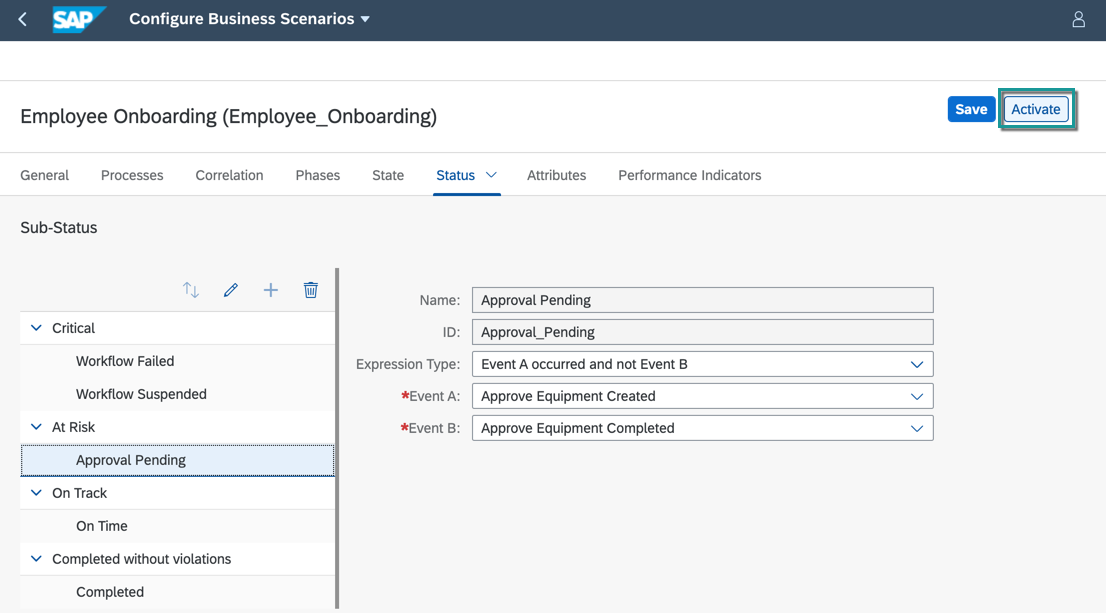 SAP Configure Business Scenarios
Employee Onboarding (Employee_Onboarding)
Save Activate
General Processes Correlation Phases State Status Attributes Performance Indicators
Sub-Status
Critical
Workflow Failed
Workflow Suspended
At Risk
Approval Pending
On Track
On Time
Completed without violations
Completed
Name: Approval Pending
ID: Approval_Pending
Expression Type: Event A occurred and not Event B
*Event A: Approve Equipment Created
*Event B: Approve Equipment Completed